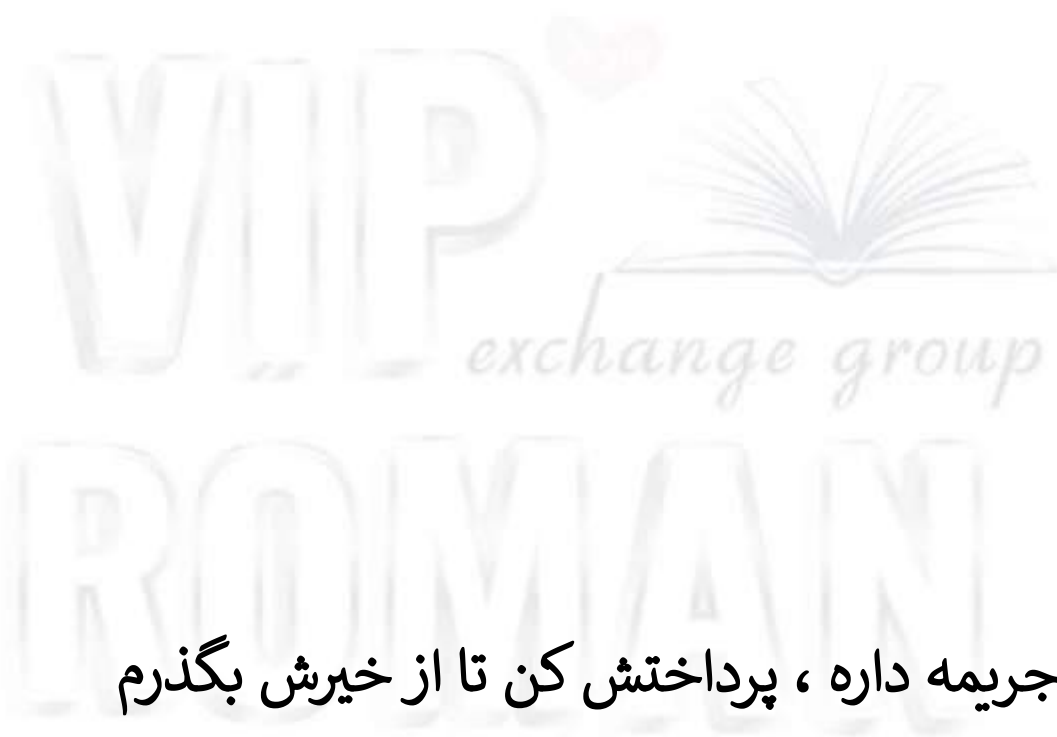 VIP
exchange group
ROMAN
جریمه داره ، پرداختش کن تا از خیرش بگذرم